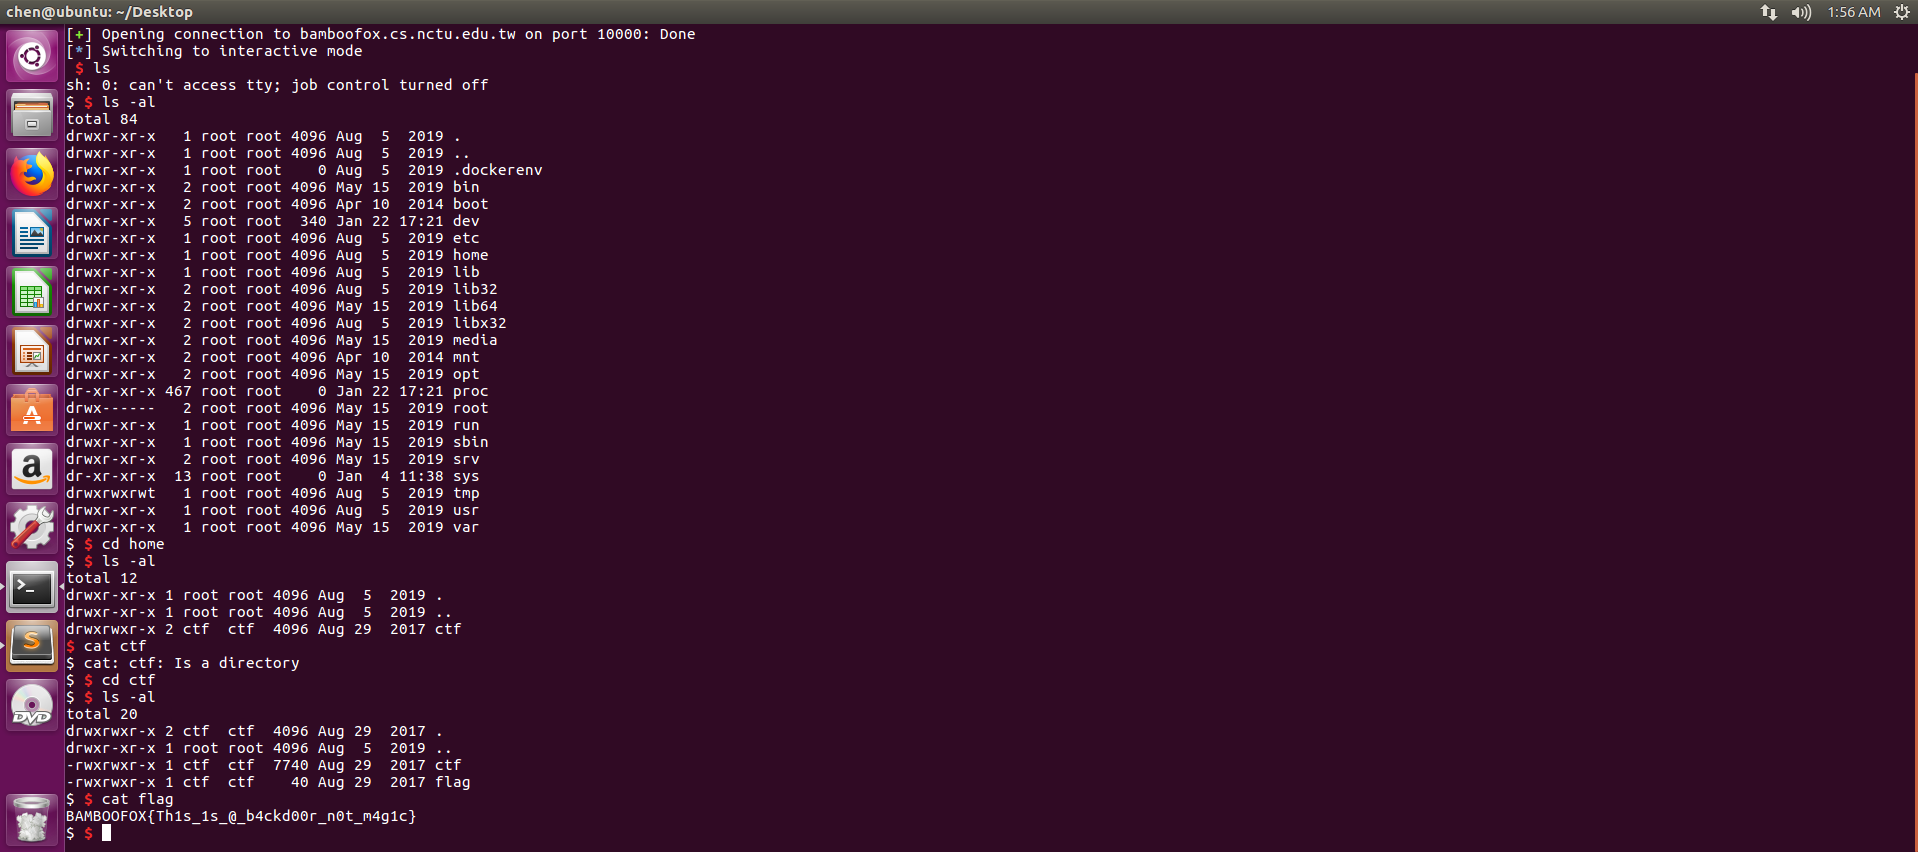 chen@ubuntu: ~/Desktop
1:56 AM
[+] Opening connection to bamboofox.cs.nctu.edu.tw on port 10000: Done
[*] Switching to interactive mode
$ ls
sh: 0: can't access tty; job control turned off
$ $ ls -al
total 84
drwxr-xr-x   1 root root 4096 Aug  5  2019 .
drwxr-xr-x   1 root root 4096 Aug  5  2019 ..
-rwxr-xr-x   1 root root    0 Aug  5  2019 .dockerenv
drwxr-xr-x   2 root root 4096 May 15  2019 bin
drwxr-xr-x   2 root root 4096 Apr 10  2014 boot
drwxr-xr-x   5 root root  340 Jan 22 17:21 dev
drwxr-xr-x   1 root root 4096 Aug  5  2019 etc
drwxr-xr-x   1 root root 4096 Aug  5  2019 home
drwxr-xr-x   1 root root 4096 Aug  5  2019 lib
drwxr-xr-x   2 root root 4096 Aug  5  2019 lib32
drwxr-xr-x   2 root root 4096 May 15  2019 lib64
drwxr-xr-x   2 root root 4096 Aug  5  2019 libx32
drwxr-xr-x   2 root root 4096 May 15  2019 media
drwxr-xr-x   2 root root 4096 Apr 10  2014 mnt
drwxr-xr-x   2 root root 4096 May 15  2019 opt
dr-xr-xr-x 467 root root    0 Jan 22 17:21 proc
drwx------   2 root root 4096 May 15  2019 root
drwxr-xr-x   1 root root 4096 May 15  2019 run
drwxr-xr-x   1 root root 4096 May 15  2019 sbin
drwxr-xr-x   2 root root 4096 May 15  2019 srv
dr-xr-xr-x  13 root root    0 Jan  4 11:38 sys
drwxrwxrwt   1 root root 4096 Aug  5  2019 tmp
drwxr-xr-x   1 root root 4096 Aug  5  2019 usr
drwxr-xr-x   1 root root 4096 May 15  2019 var
$ $ cd home
$ $ ls -al
total 12
drwxr-xr-x 1 root root 4096 Aug  5  2019 .
drwxr-xr-x 1 root root 4096 Aug  5  2019 ..
drwxrwxr-x 2 ctf  ctf  4096 Aug 29  2017 ctf
$ cat ctf
$ cat: ctf: Is a directory
$ $ cd ctf
$ $ ls -al
total 20
drwxrwxr-x 2 ctf  ctf  4096 Aug 29  2017 .
drwxr-xr-x 1 root root 4096 Aug  5  2019 ..
-rwxrwxr-x 1 ctf  ctf  7740 Aug 29  2017 ctf
-rwxrwxr-x 1 ctf  ctf    40 Aug 29  2017 flag
$ $ cat flag
BAMBOOFOX{Th1s_1s_@_b4ckd00r_n0t_m4g1c}
$ $